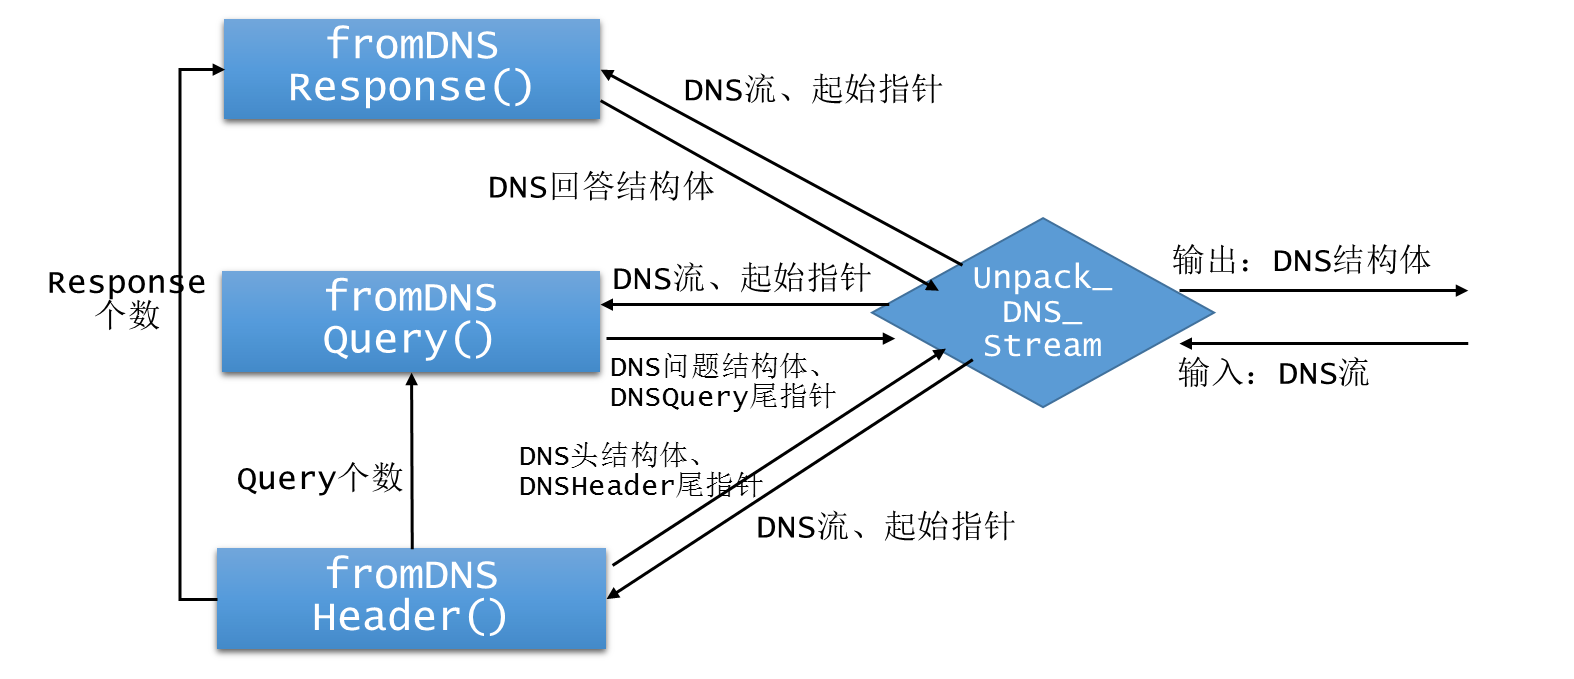 fromDNS
Response()
DNS流、起始指针
DNS回答结构体
Response
个数
fromDNS
Query()
DNS流、起始指针
DNS问题结构体、
DNSQuery尾指针
Unpack_
DNS_
Stream
输出：DNS结构体
输入：DNS流
Query个数
DNS头结构体、
DNSHeader尾指针
DNS流、起始指针
fromDNS
Header()